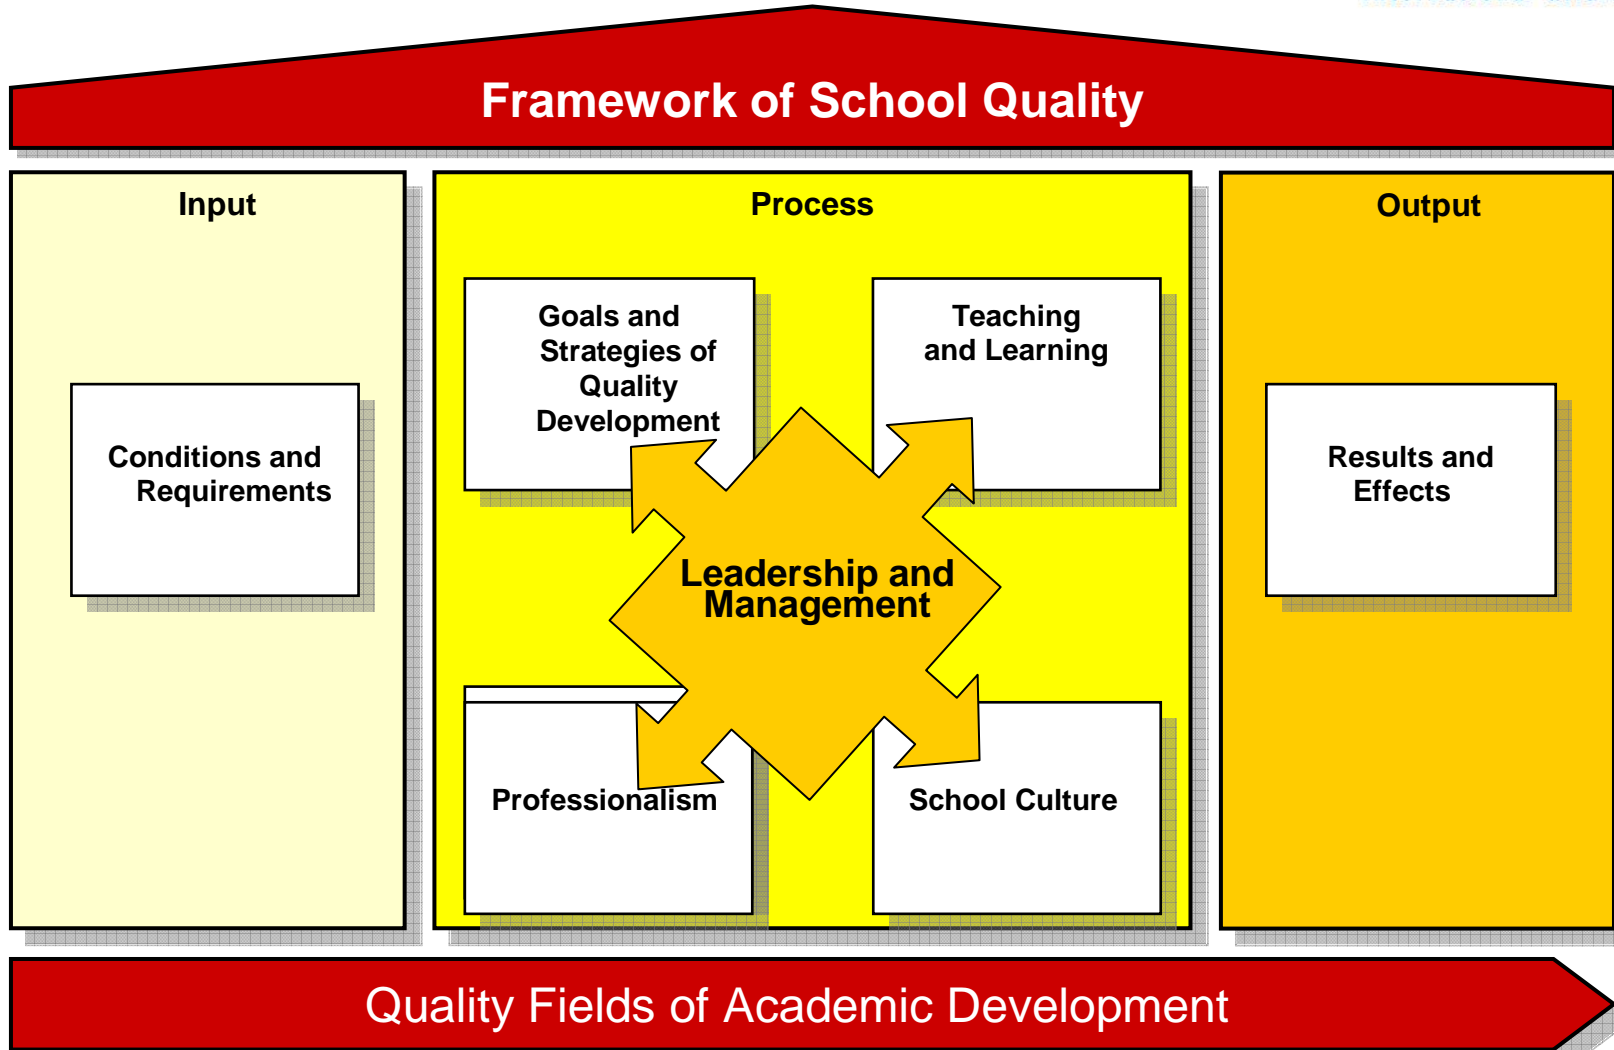 Framework of School Quality
Input
Process
Output
Goals and
Strategies of
Quality
Development
Teaching
and Learning
Conditions and
Requirements
Results and
Effects
Leadership and
Management
Professionalism
School Culture
Quality Fields of Academic Development